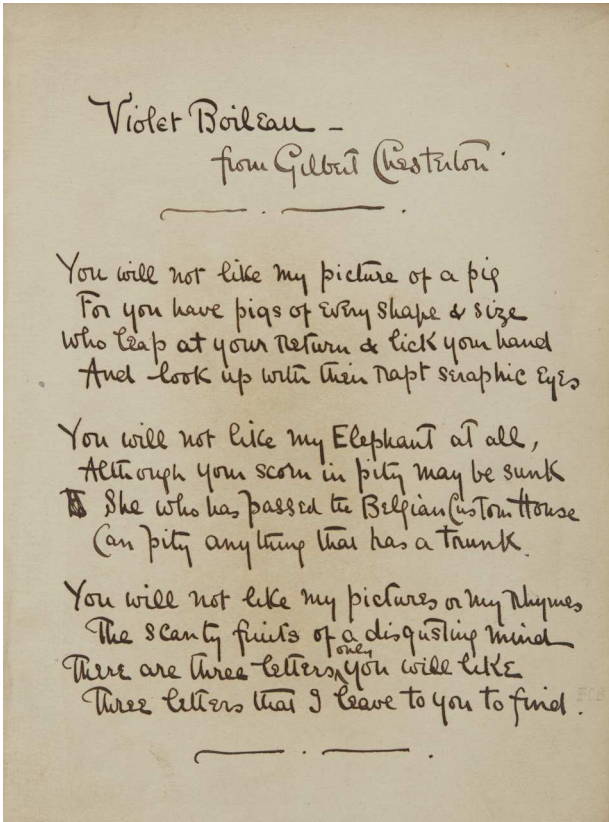 Violet Boileau –
from Gilbert Chesterton.
You will not like my picture of a pig
For you have pigs of every shape & size
Who leap at your return & lick your hand
And look up with their rapt seraphic eyes
You will not like my Elephant at all,
Although your scorn in pity may be sunk
She who has passed the Belgian Custom House
Can pity anything that has a trunk.
You will not like my pictures or my rhymes
The scanty fruits of a disgusting mind
There are three letters only you will like
Three letters that I leave to you to find.